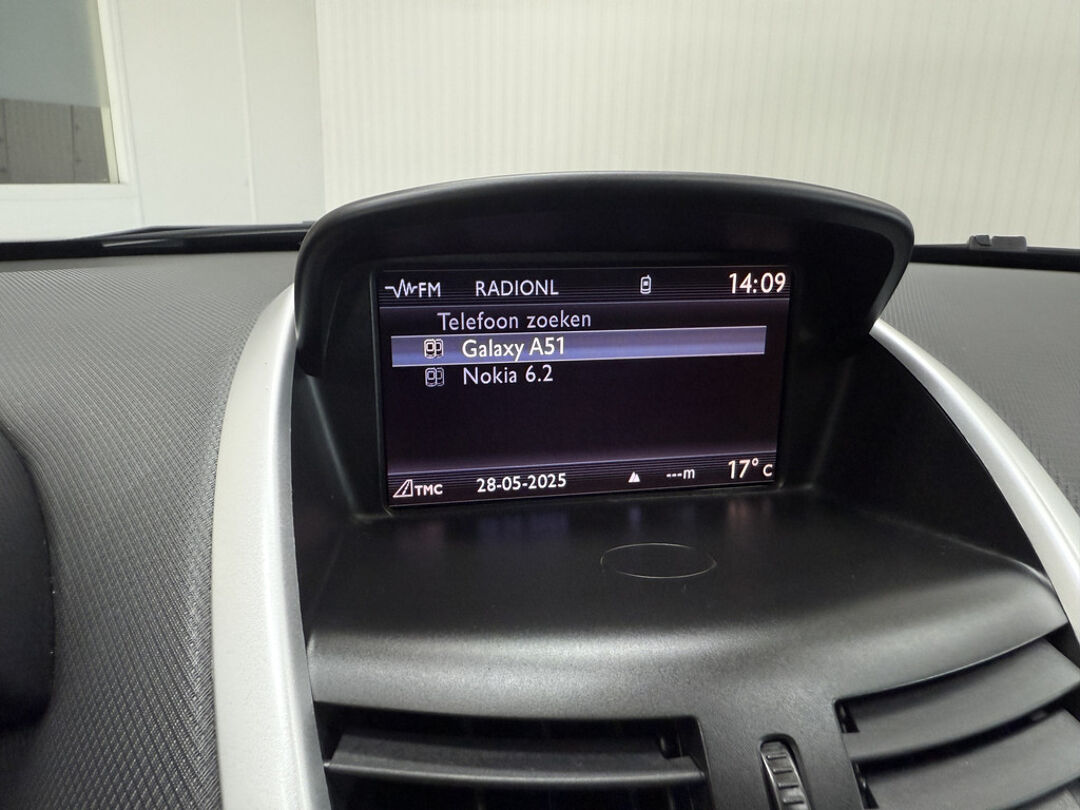 FM RADIONL 14:09
Telefoon zoeken
Galaxy A51
Nokia 6.2
TMC 28-05-2025 ---m 17° C